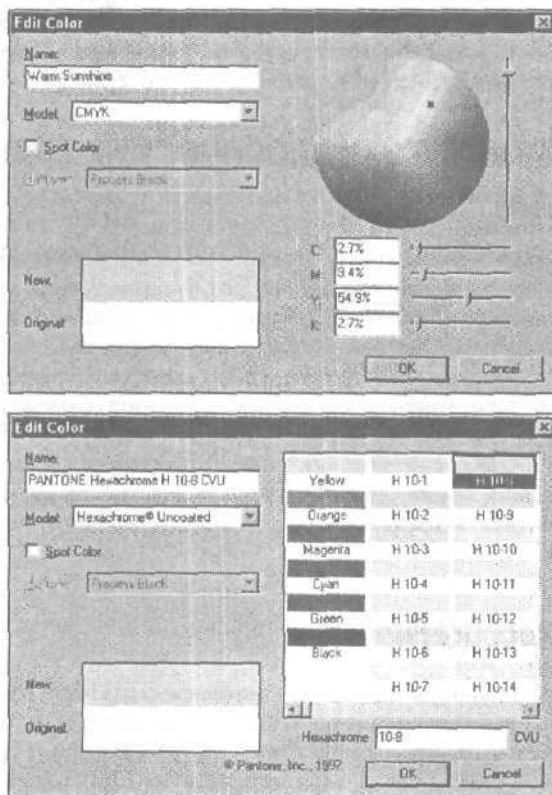 Edit Color
Name:
Warm Sunshine
Model: CMYK
Spot Color
Process Black
New:
Original:
C: 2.7%
M: 9.4%
Y: 54.9%
K: 2.7%
OK Cancel
Edit Color
Name:
PANTONE Hexachrome H 10-8 CVU
Model: Hexachrome® Uncoated
Spot Color
Process Black
New:
Original:
Yellow H 10-1 H 10-8
Orange H 10-2 H 10-9
Magenta H 10-3 H 10-10
Cyan H 10-4 H 10-11
Green H 10-5 H 10-12
Black H 10-6 H 10-13
H 10-7 H 10-14
Hexachrome 10-8 CVU
© Pantone, Inc., 1997
OK Cancel